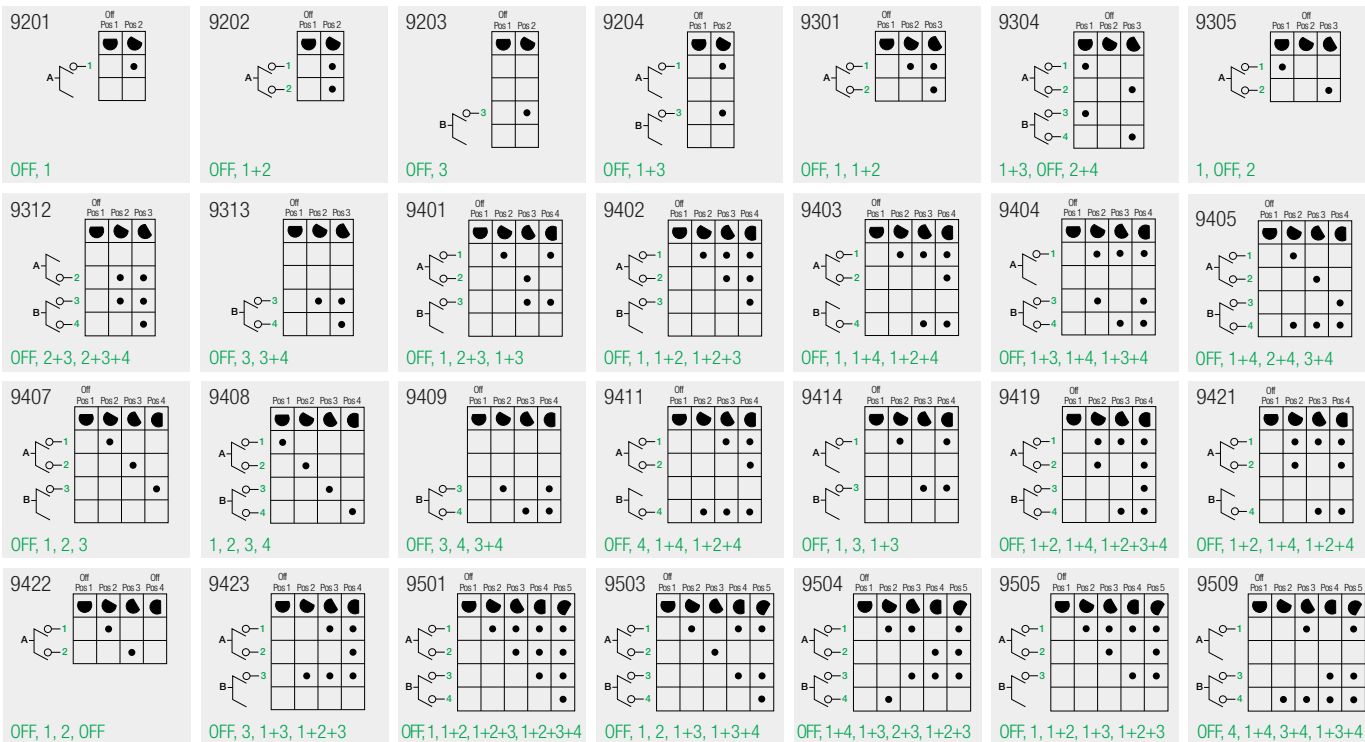 9201
Off
Pos 1 Pos 2
A 1
OFF, 1
9202
Off
Pos 1 Pos 2
A 1
2
OFF, 1+2
9203
Off
Pos 1 Pos 2
B 3
OFF, 3
9204
Off
Pos 1 Pos 2
A 1
B 3
OFF, 1+3
9301
Off
Pos 1 Pos 2 Pos 3
A 1
2
OFF, 1, 1+2
9304
Off
Pos 1 Pos 2 Pos 3
A 1
2
B 3
4
1+3, OFF, 2+4
9305
Off
Pos 1 Pos 2 Pos 3
A 1
2
1, OFF, 2
9312
Off
Pos 1 Pos 2 Pos 3
A 2
B 3
4
OFF, 2+3, 2+3+4
9313
Off
Pos 1 Pos 2 Pos 3
B 3
4
OFF, 3, 3+4
9401
Off
Pos 1 Pos 2 Pos 3 Pos 4
A 1
2
B 3
OFF, 1, 2+3, 1+3
9402
Off
Pos 1 Pos 2 Pos 3 Pos 4
A 1
2
B 3
OFF, 1, 1+2, 1+2+3
9403
Off
Pos 1 Pos 2 Pos 3 Pos 4
A 1
2
B 4
OFF, 1, 1+4, 1+2+4
9404
Off
Pos 1 Pos 2 Pos 3 Pos 4
A 1
B 3
4
OFF, 1+3, 1+4, 1+3+4
9405
Off
Pos 1 Pos 2 Pos 3 Pos 4
A 1
2
B 3
4
OFF, 1+4, 2+4, 3+4
9407
Off
Pos 1 Pos 2 Pos 3 Pos 4
A 1
2
B 3
OFF, 1, 2, 3
9408
Pos 1 Pos 2 Pos 3 Pos 4
A 1
2
B 3
4
1, 2, 3, 4
9409
Off
Pos 1 Pos 2 Pos 3 Pos 4
B 3
4
OFF, 3, 4, 3+4
9411
Off
Pos 1 Pos 2 Pos 3 Pos 4
A 1
2
B 4
OFF, 4, 1+4, 1+2+4
9414
Off
Pos 1 Pos 2 Pos 3 Pos 4
A 1
B 3
OFF, 1, 3, 1+3
9419
Off
Pos 1 Pos 2 Pos 3 Pos 4
A 1
2
B 3
4
OFF, 1+2, 1+4, 1+2+3+4
9421
Off
Pos 1 Pos 2 Pos 3 Pos 4
A 1
2
B 4
OFF, 1+2, 1+4, 1+2+4
9422
Off Off
Pos 1 Pos 2 Pos 3 Pos 4
A 1
2
OFF, 1, 2, OFF
9423
Off
Pos 1 Pos 2 Pos 3 Pos 4
A 1
2
B 3
OFF, 3, 1+3, 1+2+3
9501
Off
Pos 1 Pos 2 Pos 3 Pos 4 Pos 5
A 1
2
B 3
4
OFF, 1, 1+2, 1+2+3, 1+2+3+4
9503
Off
Pos 1 Pos 2 Pos 3 Pos 4 Pos 5
A 1
2
B 3
4
OFF, 1, 2, 1+3, 1+3+4
9504
Off
Pos 1 Pos 2 Pos 3 Pos 4 Pos 5
A 1
2
B 3
4
OFF, 1+4, 1+3, 2+3, 1+2+3
9505
Off
Pos 1 Pos 2 Pos 3 Pos 4 Pos 5
A 1
2
B 3
OFF, 1, 1+2, 1+3, 1+2+3
9509
Off
Pos 1 Pos 2 Pos 3 Pos 4 Pos 5
A 1
B 3
4
OFF, 4, 1+4, 3+4, 1+3+4